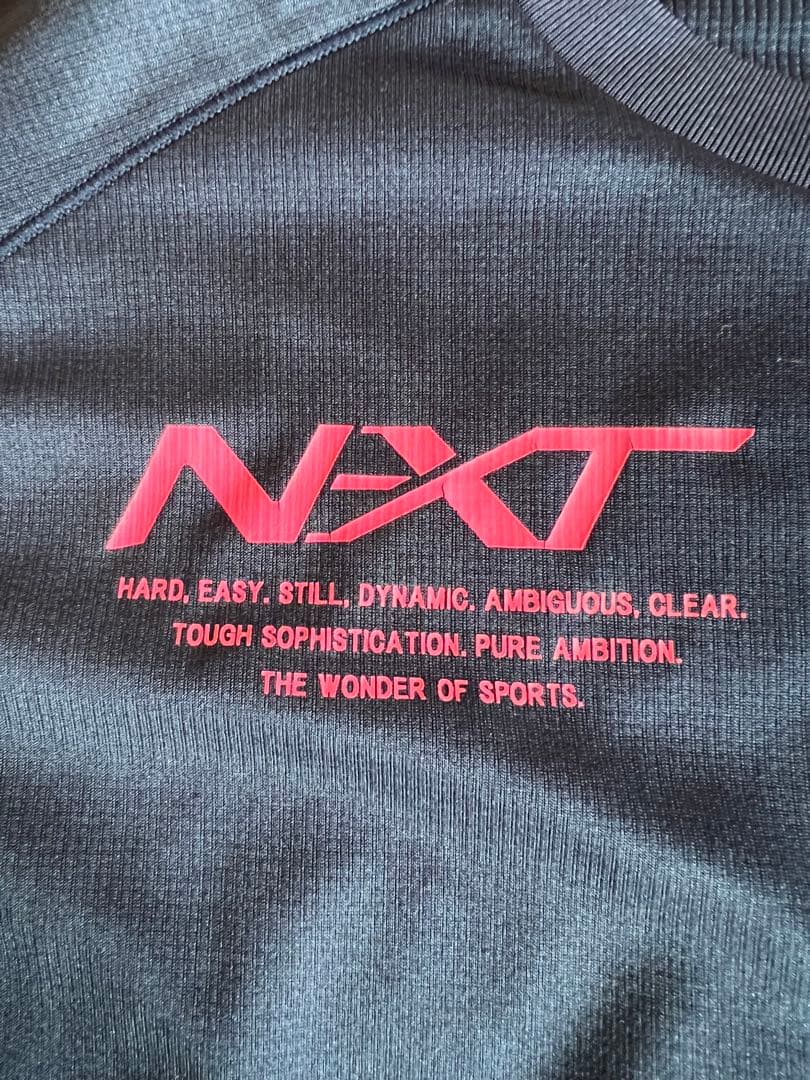 NEXT
HARD, EASY. STILL, DYNAMIC. AMBIGUOUS, CLEAR.
TOUGH SOPHISTICATION. PURE AMBITION.
THE WONDER OF SPORTS.